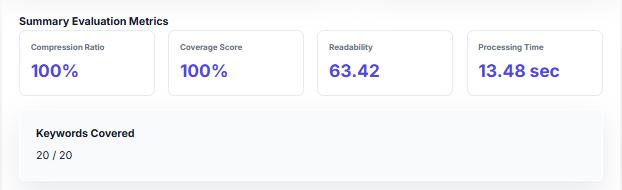 Summary Evaluation Metrics
Compression Ratio
100%
Coverage Score
100%
Readability
63.42
Processing Time
13.48 sec
Keywords Covered
20 / 20